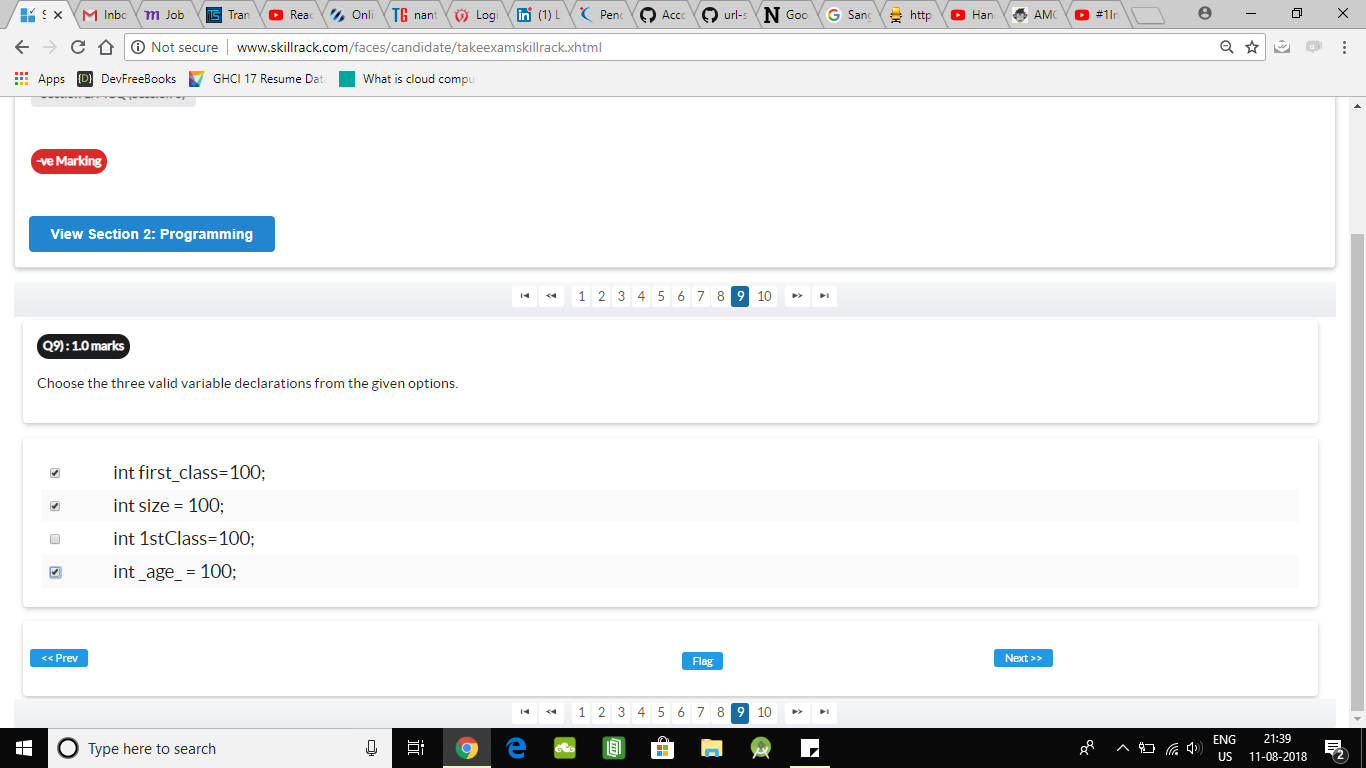 S Inbo Job Tran Reac Onli nant Logi (1) L Penc Acco url-s Goo Sang http Han AMC #1Ir
Not secure www.skillrack.com/faces/candidate/takeexamskillrack.xhtml
Apps DevFreeBooks GHCI 17 Resume Dat What is cloud compu
-ve Marking
View Section 2: Programming
1 2 3 4 5 6 7 8 9 10
Q9) : 1.0 marks
Choose the three valid variable declarations from the given options.
int first_class=100;
int size = 100;
int 1stClass=100;
int _age_ = 100;
<< Prev Flag Next >>
1 2 3 4 5 6 7 8 9 10
Type here to search ENG 21:39
US 11-08-2018 2